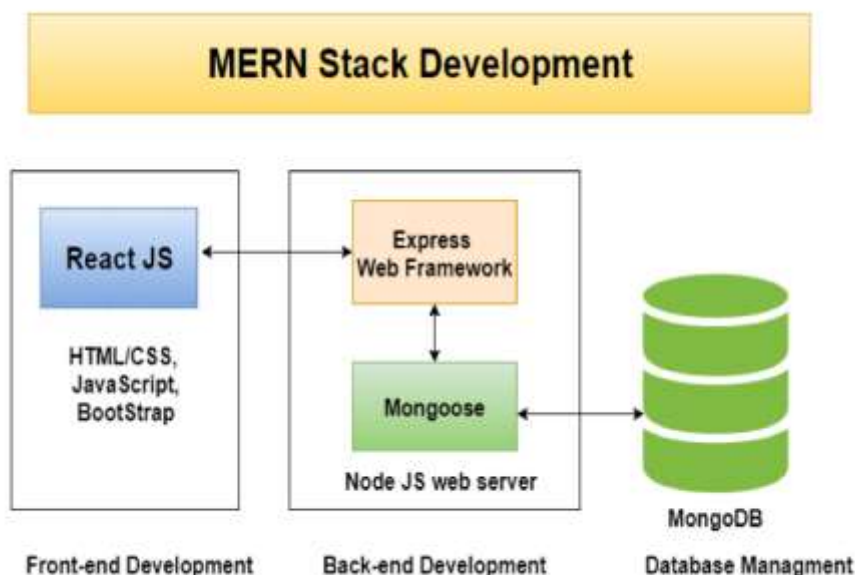 MERN Stack Development
React JS
HTML/CSS,
JavaScript,
BootStrap
Express
Web Framework
Mongoose
Node JS web server
MongoDB
Front-end Development
Back-end Development
Database Managment